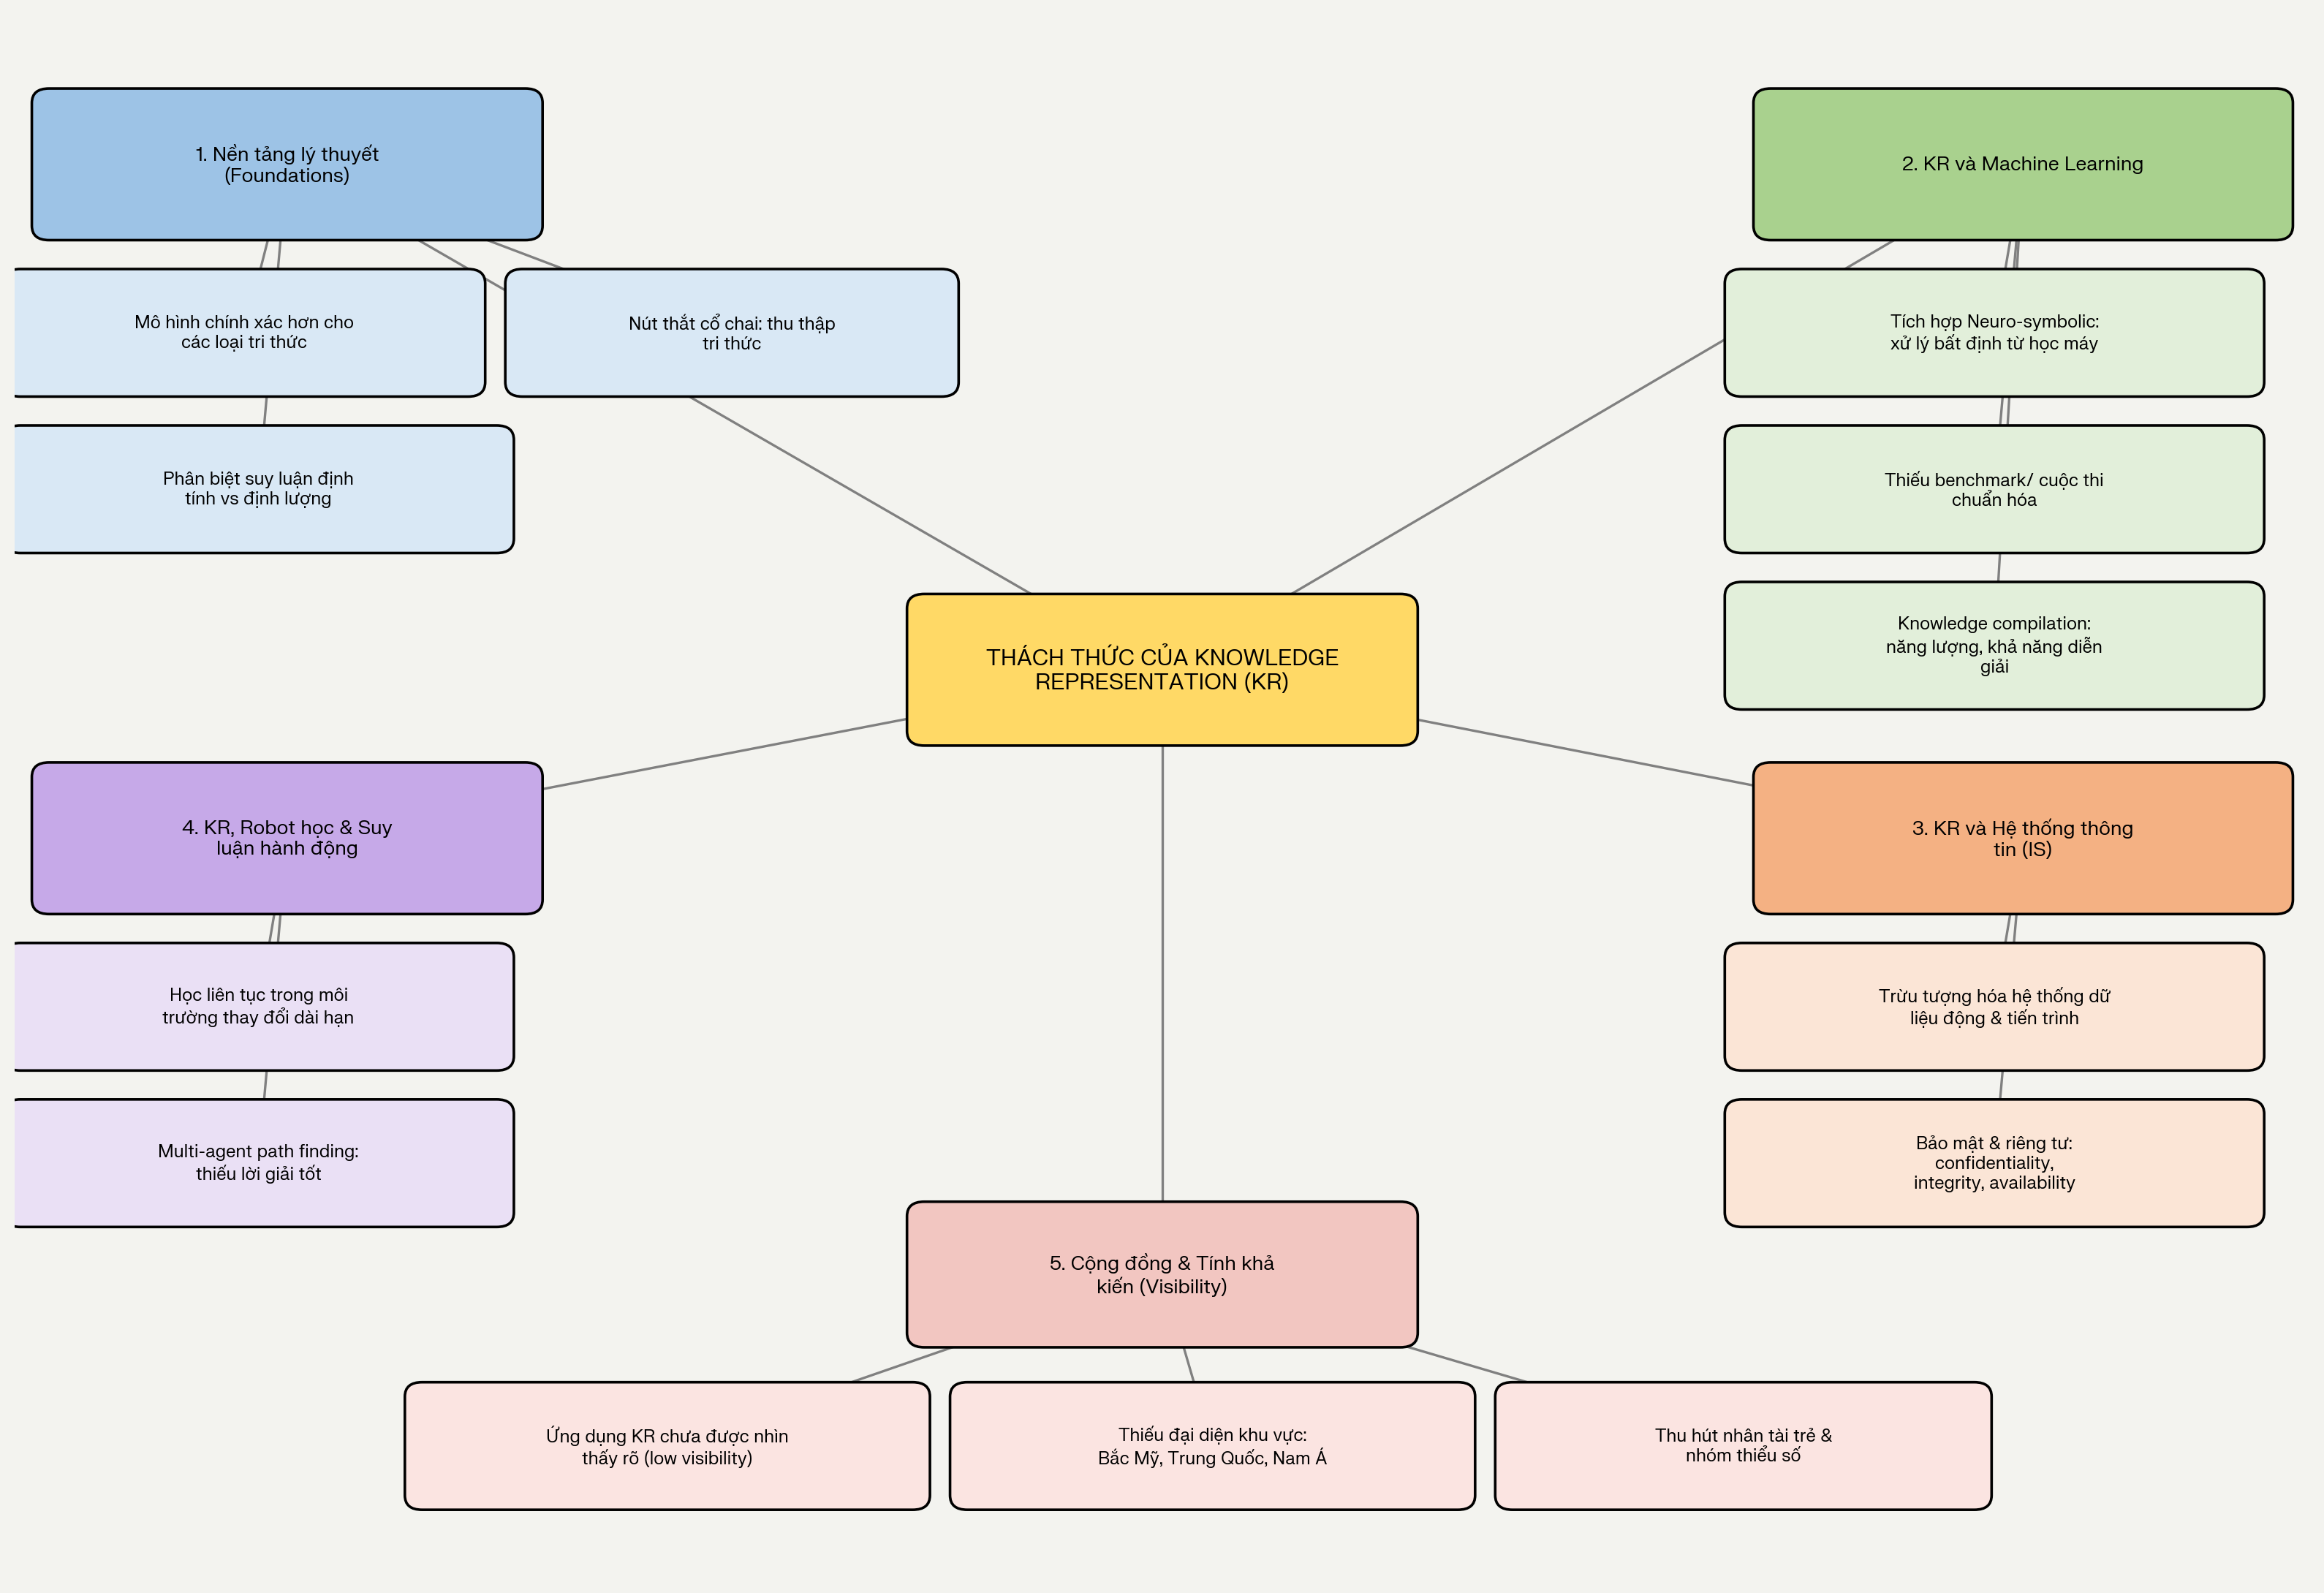 1. Nền tảng lý thuyết
(Foundations)
Mô hình chính xác hơn cho
các loại tri thức
Nút thắt cổ chai: thu thập
tri thức
Phân biệt suy luận định
tính vs định lượng
2. KR và Machine Learning
Tích hợp Neuro-symbolic:
xử lý bất định từ học máy
Thiếu benchmark/ cuộc thi
chuẩn hóa
Knowledge compilation:
năng lượng, khả năng diễn
giải
THÁCH THỨC CỦA KNOWLEDGE
REPRESENTATION (KR)
4. KR, Robot học & Suy
luận hành động
Học liên tục trong môi
trường thay đổi dài hạn
Multi-agent path finding:
thiếu lời giải tốt
3. KR và Hệ thống thông
tin (IS)
Trừu tượng hóa hệ thống dữ
liệu động & tiến trình
Bảo mật & riêng tư:
confidentiality,
integrity, availability
5. Cộng đồng & Tính khả
kiến (Visibility)
Ứng dụng KR chưa được nhìn
thấy rõ (low visibility)
Thiếu đại diện khu vực:
Bắc Mỹ, Trung Quốc, Nam Á
Thu hút nhân tài trẻ &
nhóm thiểu số